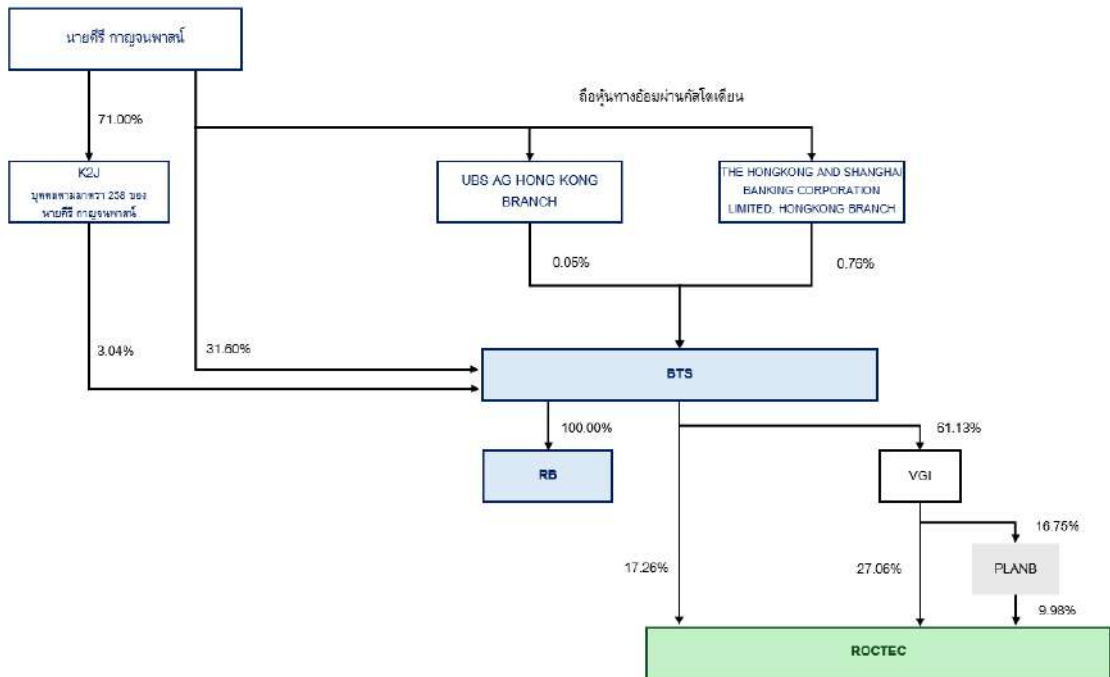 นายคีรี กาญจนพาสน์
ถือหุ้นทางอ้อมผ่านคัสโตเดียน
71.00%
K2J
บุคคลตามมาตรา 258 ของ
นายคีรี กาญจนพาสน์
UBS AG HONG KONG
BRANCH
THE HONGKONG AND SHANGHAI
BANKING CORPORATION
LIMITED, HONGKONG BRANCH
0.05%
0.76%
3.04%
31.60%
BTS
100.00%
61.13%
RB
VGI
16.75%
17.26%
27.06%
PLANB
9.98%
ROCTEC